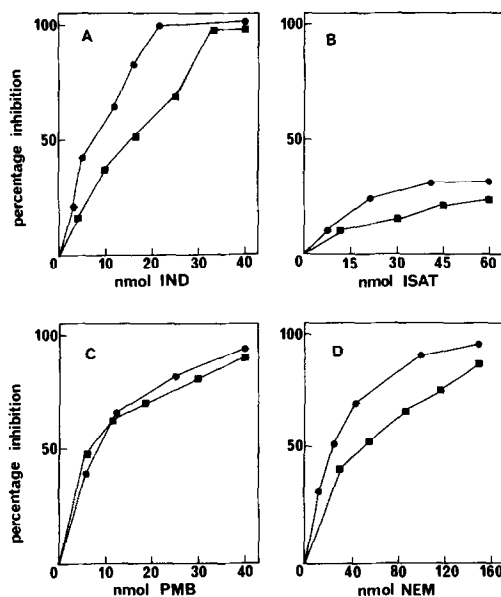 100
A
50
percentage inhibition
0 10 20 30 40
nmol IND
100
B
50
0 15 30 45 60
nmol ISAT
100
C
50
percentage inhibition
0 10 20 30 40
nmol PMB
100
D
50
0 40 80 120 160
nmol NEM